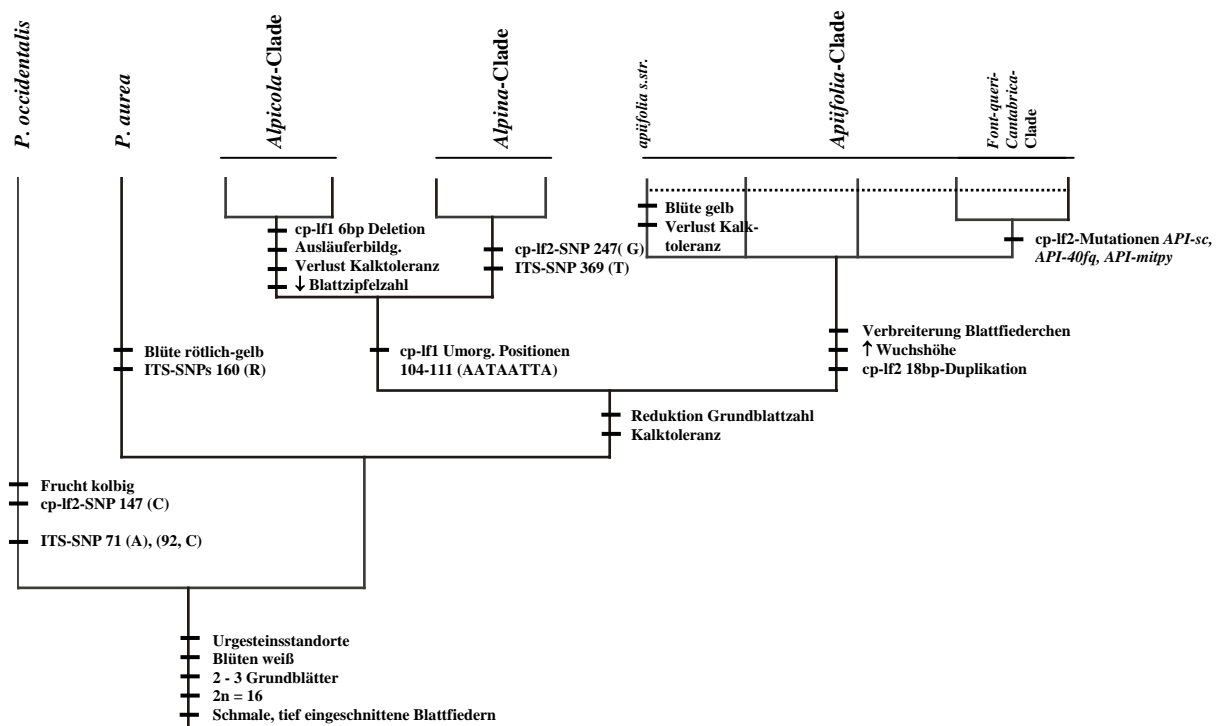 P. occidentalis
P. aurea
Alpicola-Clade
Alpina-Clade
apiifolia s.str.
Apiifolia-Clade
Font-queri-
Cantabrica-
Clade
cp-lf1 6bp Deletion
Ausläuferbildg.
Verlust Kalktoleranz
↓ Blattzipfelzahl
cp-lf2-SNP 247( G)
ITS-SNP 369 (T)
Blüte gelb
Verlust Kalk-
toleranz
cp-lf2-Mutationen API-sc,
API-40fq, API-mitpy
Blüte rötlich-gelb
ITS-SNPs 160 (R)
cp-lf1 Umorg. Positionen
104-111 (AATAATTA)
Verbreiterung Blattfiederchen
↑ Wuchshöhe
cp-lf2 18bp-Duplikation
Reduktion Grundblattzahl
Kalktoleranz
Frucht kolbig
cp-lf2-SNP 147 (C)
ITS-SNP 71 (A), (92, C)
Urgesteinsstandorte
Blüten weiß
2 - 3 Grundblätter
2n = 16
Schmale, tief eingeschnittene Blattfiedern